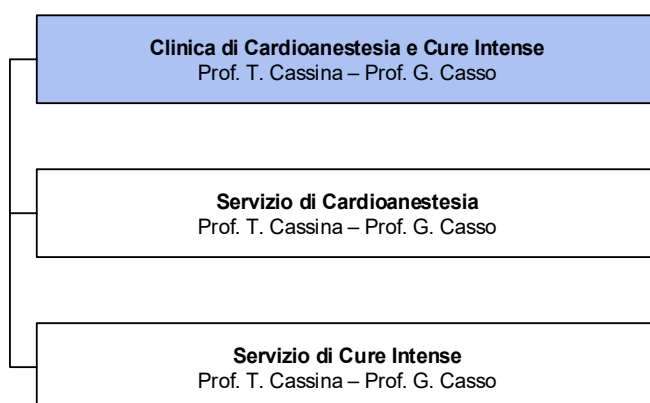 Clinica di Cardioanestesia e Cure Intense
Prof. T. Cassina – Prof. G. Casso
Servizio di Cardioanestesia
Prof. T. Cassina – Prof. G. Casso
Servizio di Cure Intense
Prof. T. Cassina – Prof. G. Casso